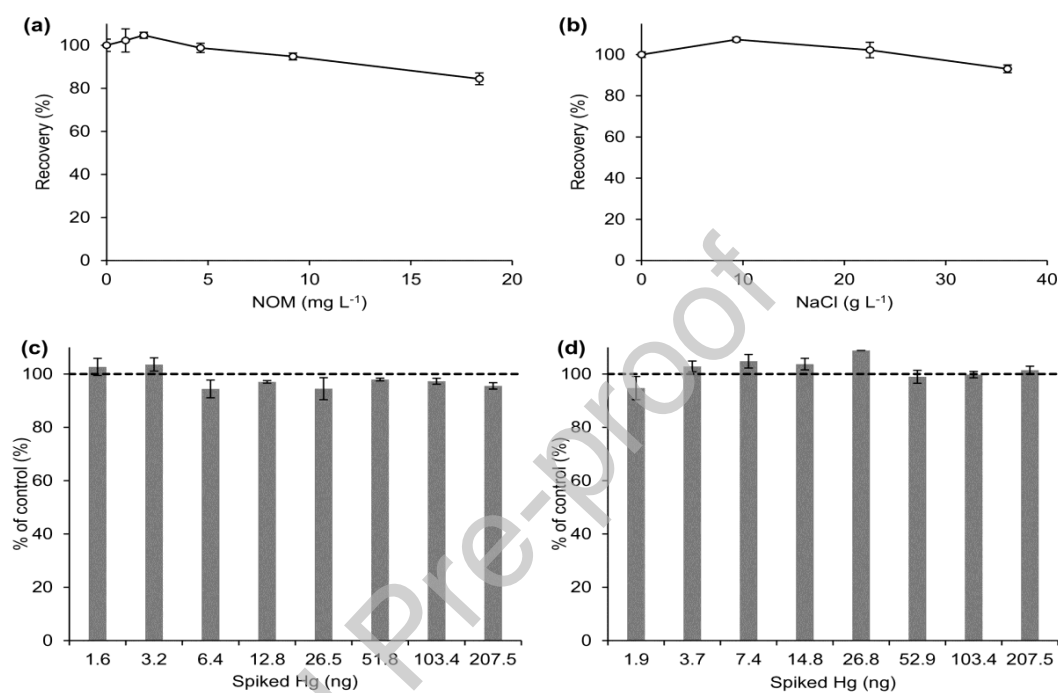 (a)
100
80
60
40
20
0
Recovery (%)
0 5 10 15 20
NOM (mg L⁻¹)
(b)
100
80
60
40
20
0
Recovery (%)
0 10 20 30 40
NaCl (g L⁻¹)
(c)
100
80
60
40
20
0
% of control (%)
1.6 3.2 6.4 12.8 26.5 51.8 103.4 207.5
Spiked Hg (ng)
(d)
100
80
60
40
20
0
% of control (%)
1.9 3.7 7.4 14.8 26.8 52.9 103.4 207.5
Spiked Hg (ng)
Pre-proof